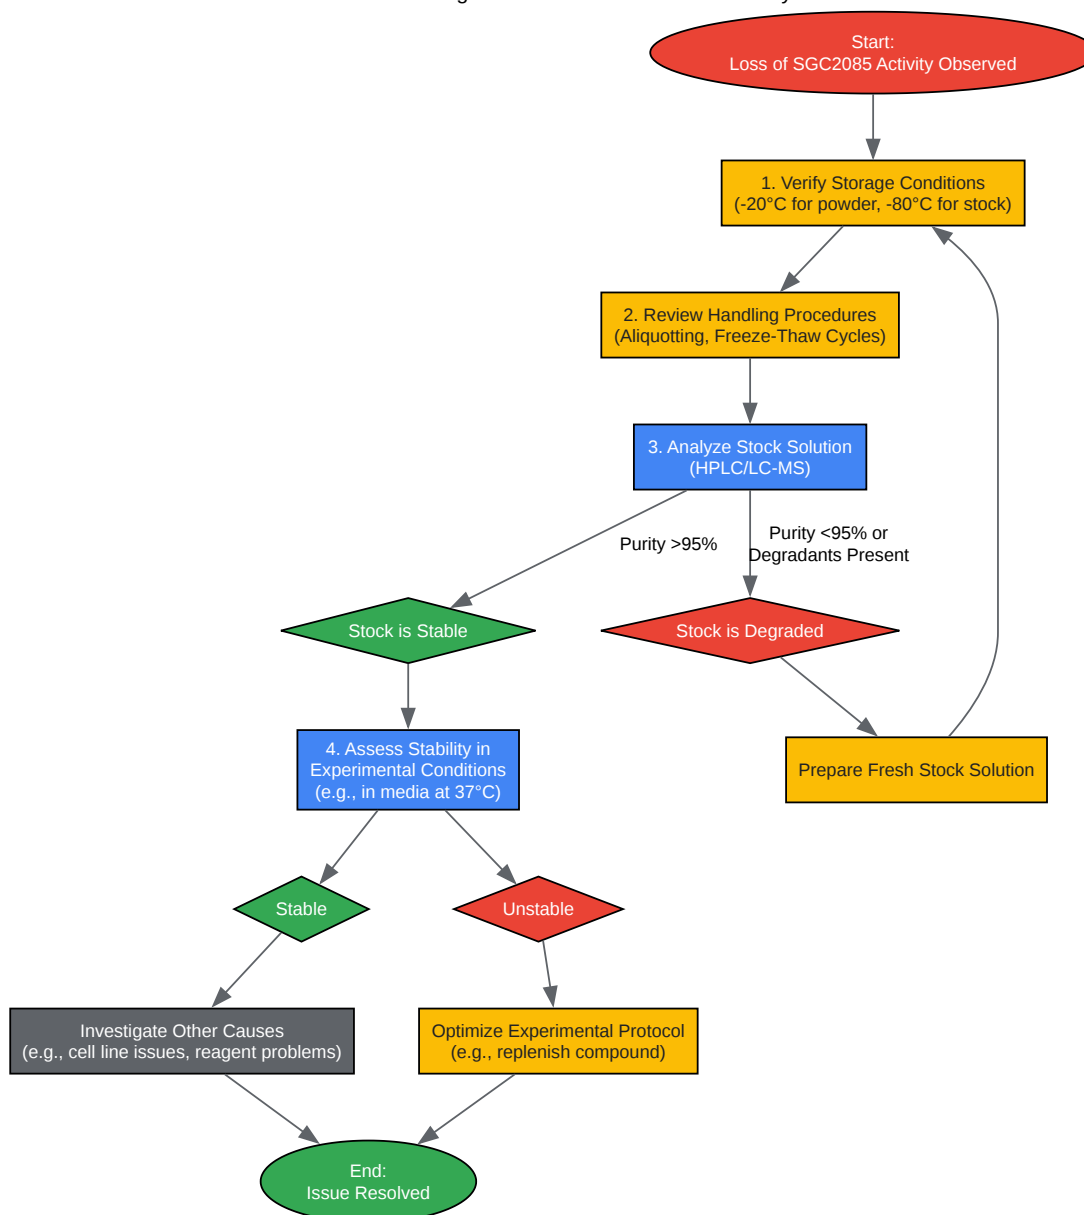 Start:
Loss of SGC2085 Activity Observed
1. Verify Storage Conditions
(-20°C for powder, -80°C for stock)
2. Review Handling Procedures
(Aliquotting, Freeze-Thaw Cycles)
3. Analyze Stock Solution
(HPLC/LC-MS)
Purity >95%
Purity <95% or
Degradants Present
Stock is Stable
Stock is Degraded
4. Assess Stability in
Experimental Conditions
(e.g., in media at 37°C)
Prepare Fresh Stock Solution
Stable
Unstable
Investigate Other Causes
(e.g., cell line issues, reagent problems)
Optimize Experimental Protocol
(e.g., replenish compound)
End:
Issue Resolved